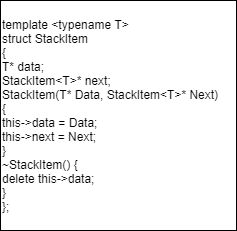 template <typename T>
struct StackItem
{
T* data;
StackItem<T>* next;
StackItem(T* Data, StackItem<T>* Next)
{
this->data = Data;
this->next = Next;
}
~StackItem() {
delete this->data;
}
};